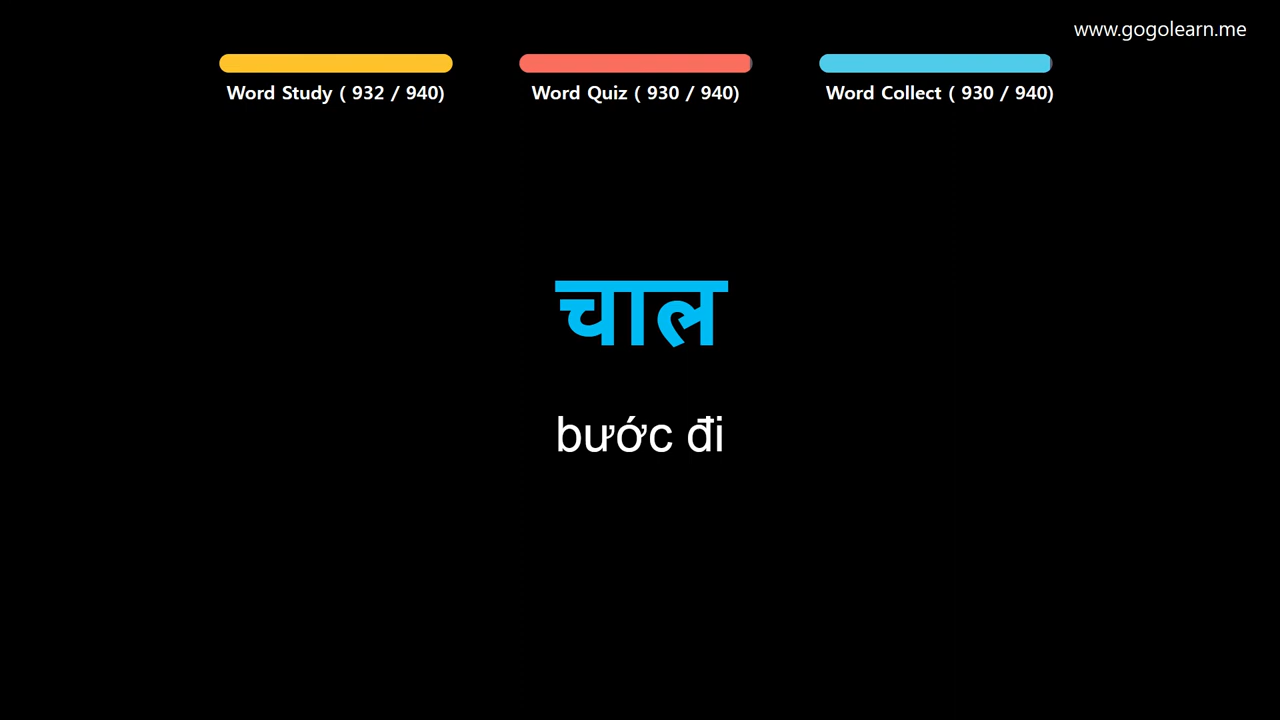 www.gogolearn.me
Word Study ( 932 / 940)
Word Quiz ( 930 / 940)
Word Collect ( 930 / 940)
चाल
bước đi